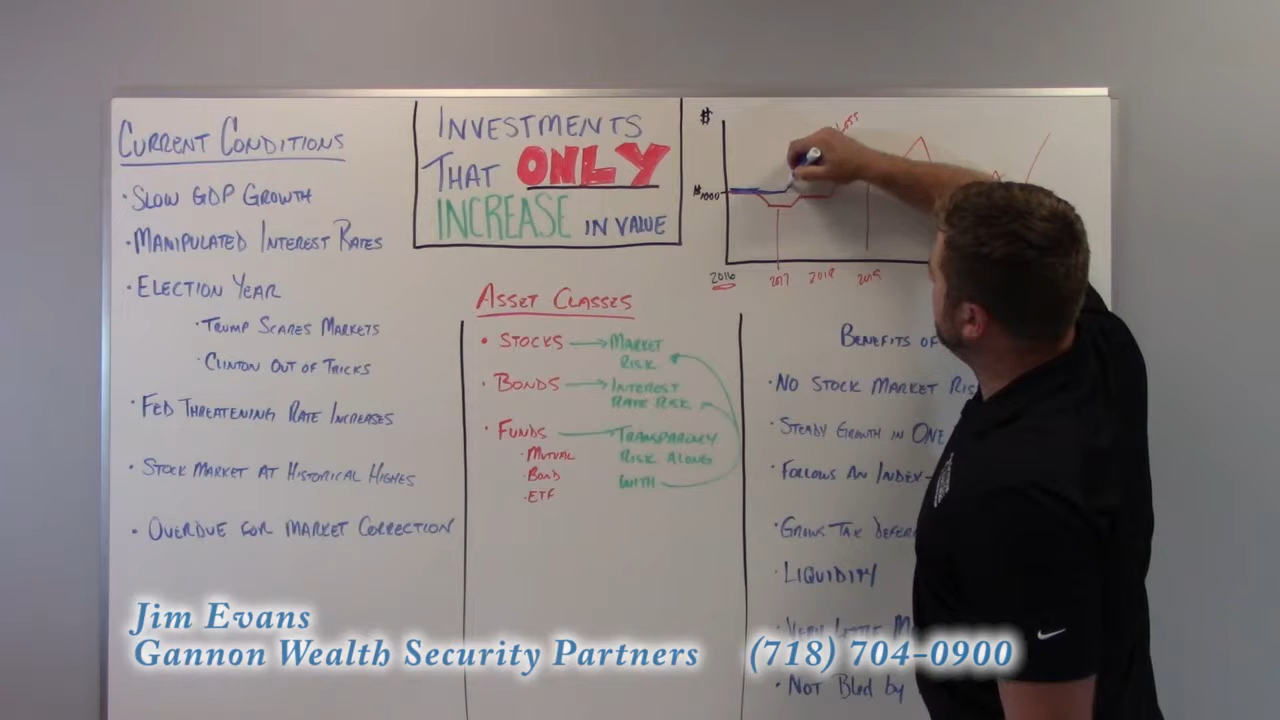 CURRENT CONDITIONS
• SLOW GDP GROWTH
• MANIPULATED INTEREST RATES
• ELECTION YEAR
• TRUMP SCARES MARKETS
• CLINTON OUT OF TRICKS
• FED THREATENING RATE INCREASES
• STOCK MARKET AT HISTORICAL HIGHES
• OVERDUE FOR MARKET CORRECTION
INVESTMENTS
THAT ONLY
INCREASE IN VALUE
ASSET CLASSES
• STOCKS → MARKET
RISK
• BONDS → INTEREST
RATE RISK
• FUNDS → TRANSPARENCY
• MUTUAL RISK ALONG
• BOND WITH
• ETF
$
LOSS
$1000
2016 2017 2018 2019
BENEFITS OF
• NO STOCK MARKET RIS
• STEADY GROWTH IN ONE
• FOLLOWS AN INDEX
• GROWS TAX DEFER
• LIQUIDITY
• VERY LITTLE M
• NOT BLED BY
Jim Evans
Gannon Wealth Security Partners (718) 704-0900